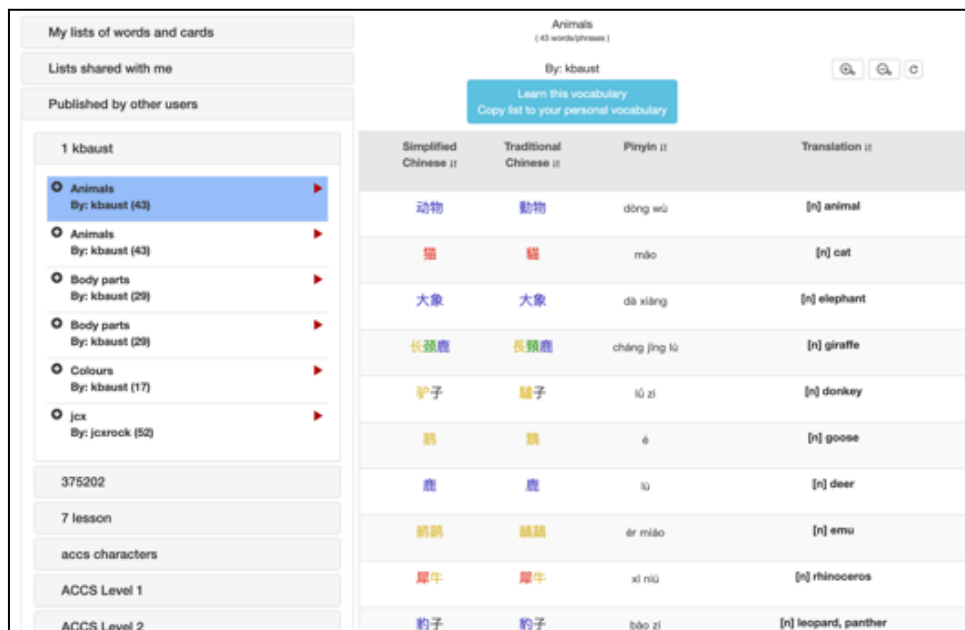 My lists of words and cards
Lists shared with me
Published by other users
1 kbaust
Animals
By: kbaust (43)
Animals
By: kbaust (43)
Body parts
By: kbaust (29)
Body parts
By: kbaust (29)
Colours
By: kbaust (17)
jcx
By: jcxrock (52)
375202
7 lesson
accs characters
ACCS Level 1
ACCS Level 2
Animals
( 43 words/phrases )
By: kbaust
Learn this vocabulary
Copy list to your personal vocabulary
Simplified Chinese Traditional Chinese Pinyin Translation
动物 動物 dòng wù [n] animal
猫 貓 māo [n] cat
大象 大象 dà xiàng [n] elephant
长颈鹿 長頸鹿 cháng jǐng lù [n] giraffe
驴子 驢子 lǘ zi [n] donkey
鹅 鵝 é [n] goose
鹿 鹿 lù [n] deer
ér miáo [n] emu
犀牛 犀牛 xī niú [n] rhinoceros
豹子 豹子 bào zi [n] leopard, panther